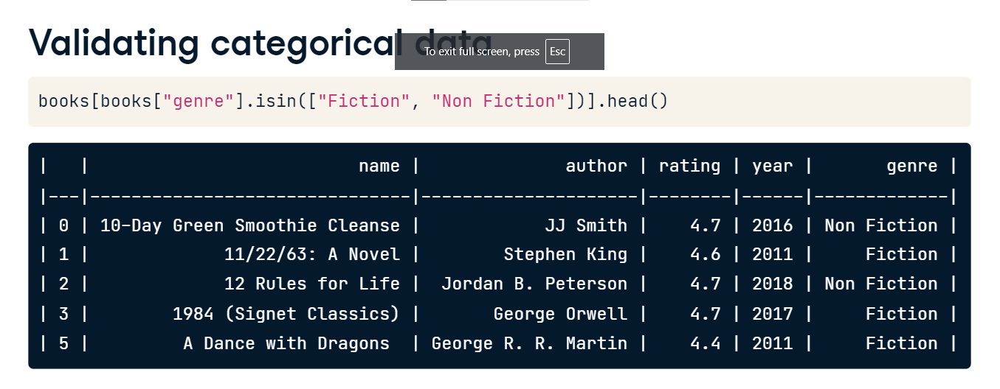 Validating categorical data
To exit full screen, press Esc
books[books["genre"].isin(["Fiction", "Non Fiction"])].head()
|   |                          name |              author | rating | year |       genre |
|---|-------------------------------|---------------------|--------|------|-------------|
| 0 | 10-Day Green Smoothie Cleanse |            JJ Smith |    4.7 | 2016 | Non Fiction |
| 1 |             11/22/63: A Novel |        Stephen King |    4.6 | 2011 |     Fiction |
| 2 |             12 Rules for Life |  Jordan B. Peterson |    4.7 | 2018 | Non Fiction |
| 3 |        1984 (Signet Classics) |       George Orwell |    4.7 | 2017 |     Fiction |
| 5 |         A Dance with Dragons  | George R. R. Martin |    4.4 | 2011 |     Fiction |